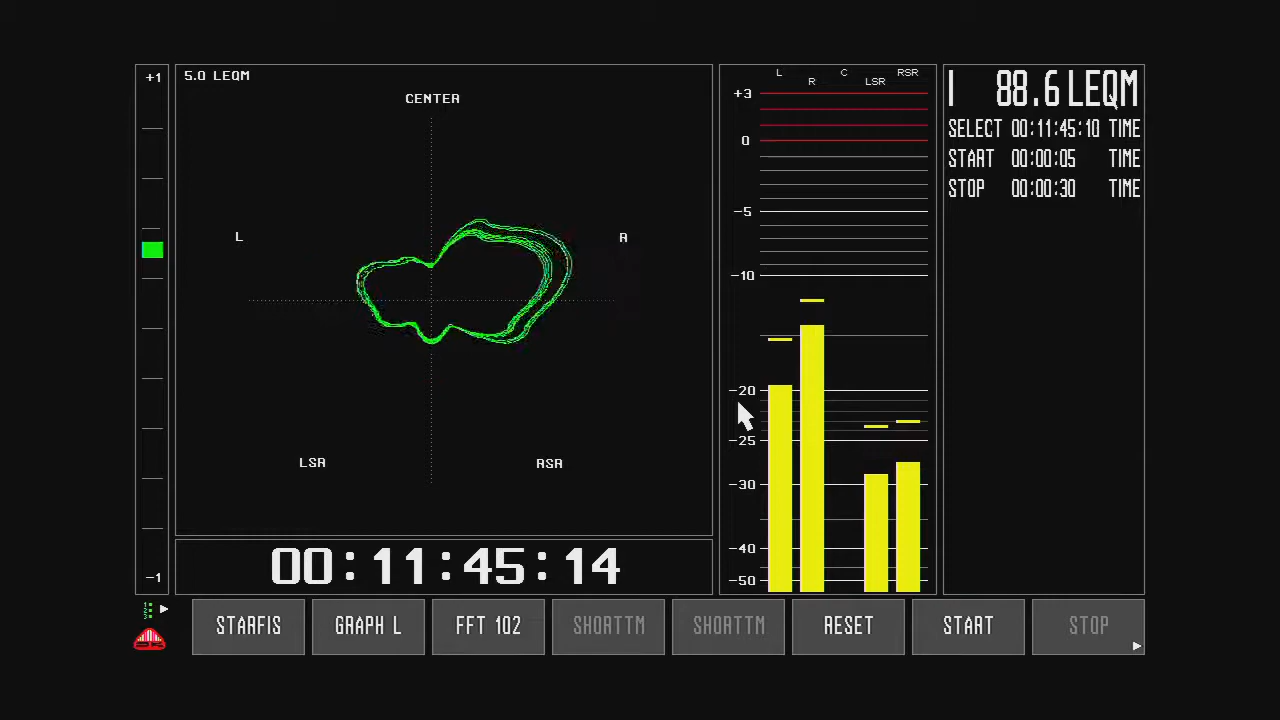 +1
5.0 LEQM
CENTER
L
R
LSR
RSR
-1
00:11:45:14
L R C LSR RSR
+3
0
-5
-10
-20
-25
-30
-40
-50
I 88.6 LEQM
SELECT 00:11:45:10 TIME
START 00:00:05 TIME
STOP 00:00:30 TIME
STARFIS GRAPH L FFT 102 SHORTTM SHORTTM RESET START STOP